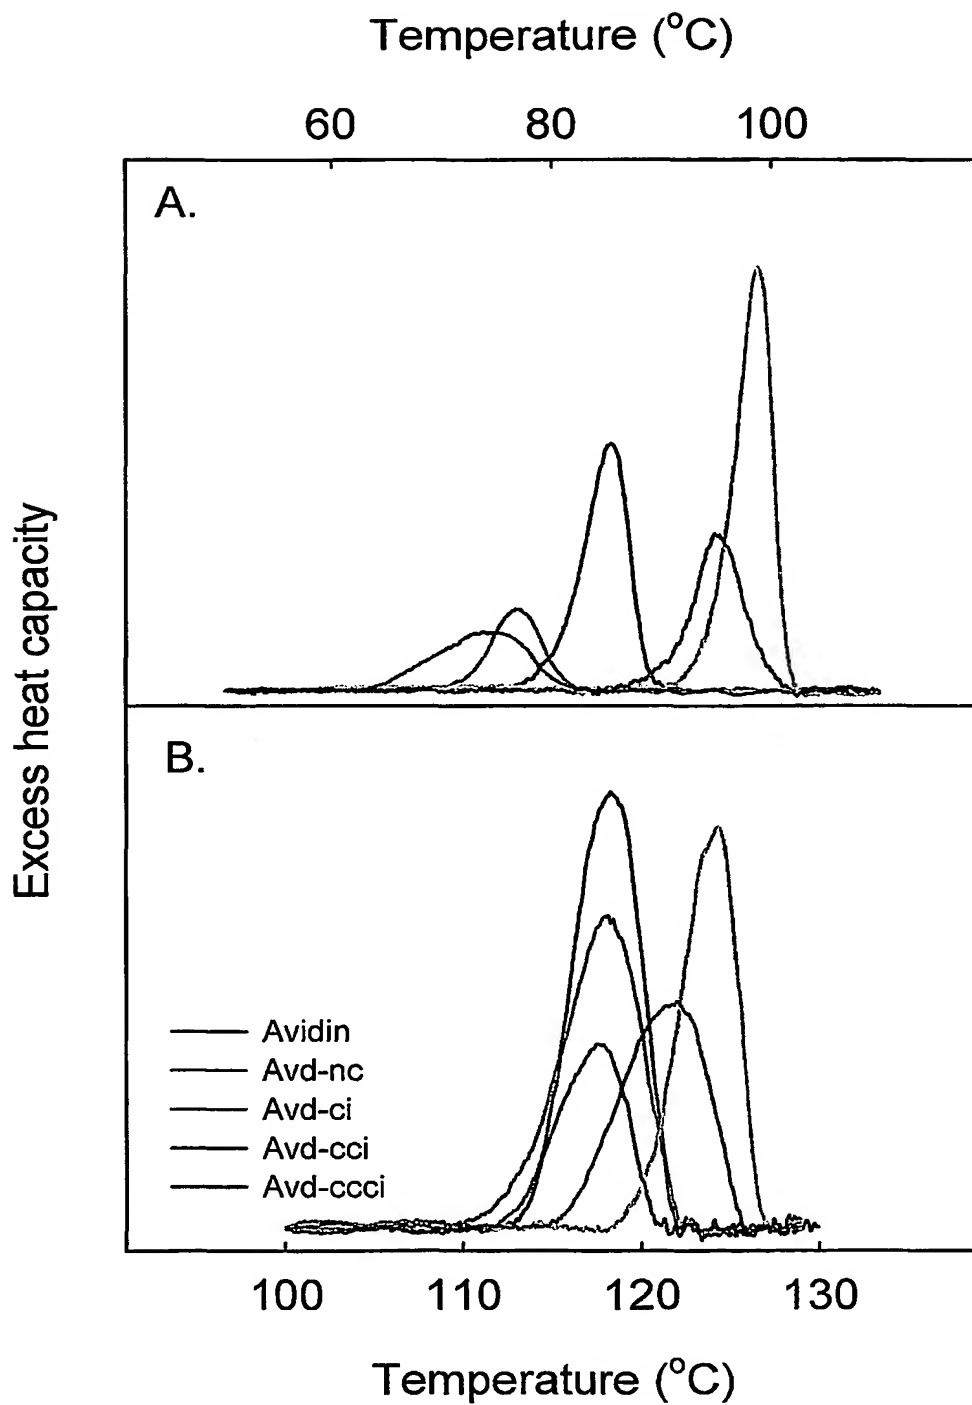 Temperature (°C)
60 80 100
A.
Excess heat capacity
B.
Avidin
Avd-nc
Avd-ci
Avd-cci
Avd-ccci
100 110 120 130
Temperature (°C)